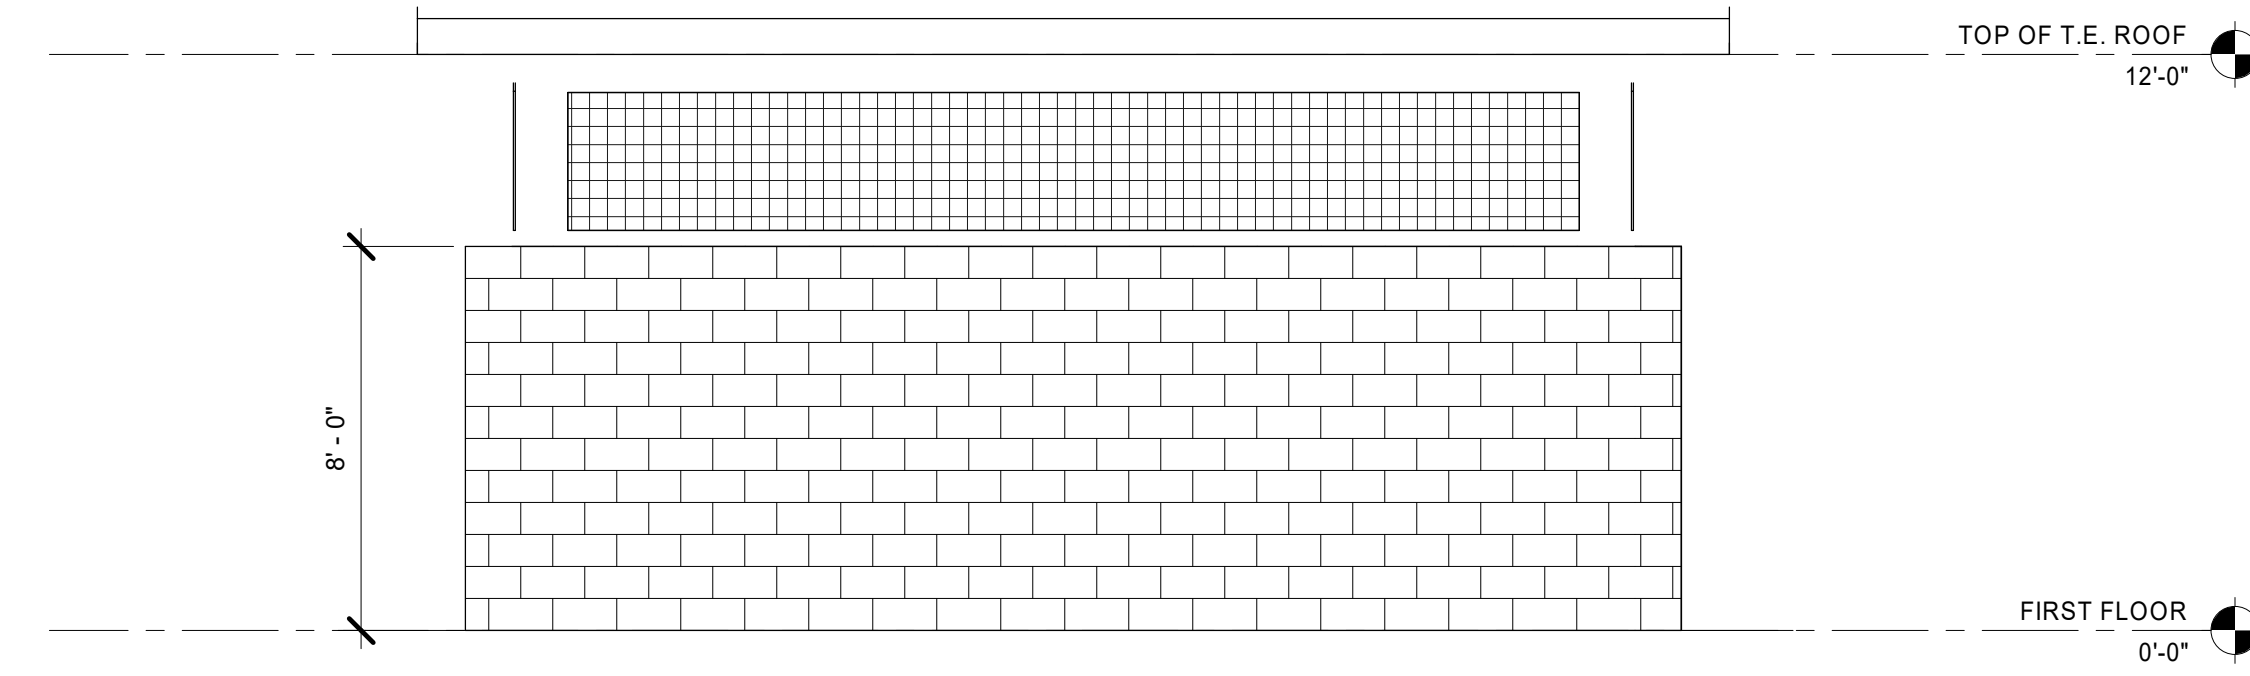 TOP OF T.E. ROOF
12'-0"
8' - 0"
FIRST FLOOR
0'-0"